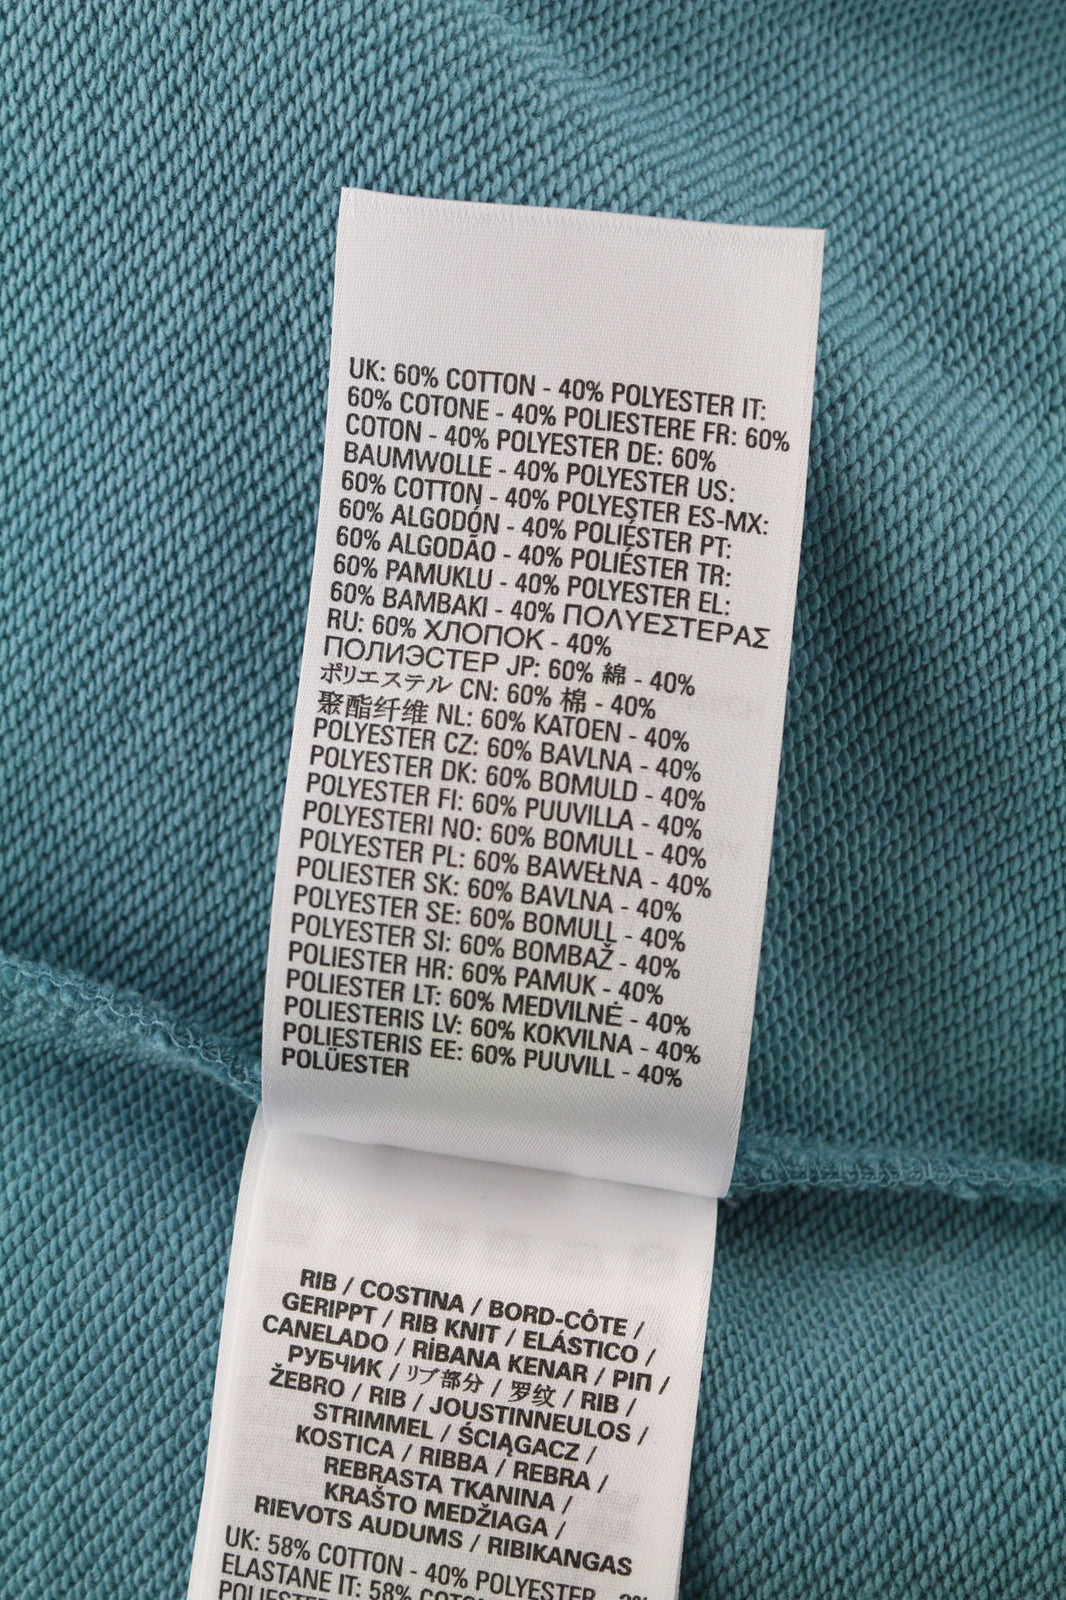 UK: 60% COTTON - 40% POLYESTER IT:
60% COTONE - 40% POLIESTERE FR: 60%
COTON - 40% POLYESTER DE: 60%
BAUMWOLLE - 40% POLYESTER US:
60% COTTON - 40% POLYESTER ES-MX:
60% ALGODÓN - 40% POLIÉSTER PT:
60% ALGODÃO - 40% POLIÉSTER TR:
60% PAMUKLU - 40% POLYESTER EL:
60% ΒΑΜΒΑΚΙ - 40% ΠΟΛΥΕΣΤΕΡΑΣ
RU: 60% ХЛОПОК - 40%
ПОЛИЭСТЕР JP: 60% 綿 - 40%
ポリエステル CN: 60% 棉 - 40%
聚酯纤维 NL: 60% KATOEN - 40%
POLYESTER CZ: 60% BAVLNA - 40%
POLYESTER DK: 60% BOMULD - 40%
POLYESTER FI: 60% PUUVILLA - 40%
POLYESTERI NO: 60% BOMULL - 40%
POLYESTER PL: 60% BAWEŁNA - 40%
POLIESTER SK: 60% BAVLNA - 40%
POLYESTER SE: 60% BOMULL - 40%
POLYESTER SI: 60% BOMBAŽ - 40%
POLIESTER HR: 60% PAMUK - 40%
POLIESTER LT: 60% MEDVILNĖ - 40%
POLIESTERIS LV: 60% KOKVILNA - 40%
POLIESTERIS EE: 60% PUUVILL - 40%
POLÜESTER
RIB / COSTINA / BORD-CÔTE /
GERIPPT / RIB KNIT / ELÁSTICO /
CANELADO / RİBANA KENAR / ΡΙΠ /
РУБЧИК / リブ部分 / 罗纹 / RIB /
ŽEBRO / RIB / JOUSTINNEULOS /
STRIMMEL / ŚCIĄGACZ /
KOSTICA / RIBBA / REBRA /
REBRASTA TKANINA /
KRAŠTO MEDŽIAGA /
RIEVOTS AUDUMS / RIBIKANGAS
UK: 58% COTTON - 40% POLYESTER
ELASTANE IT: 58%